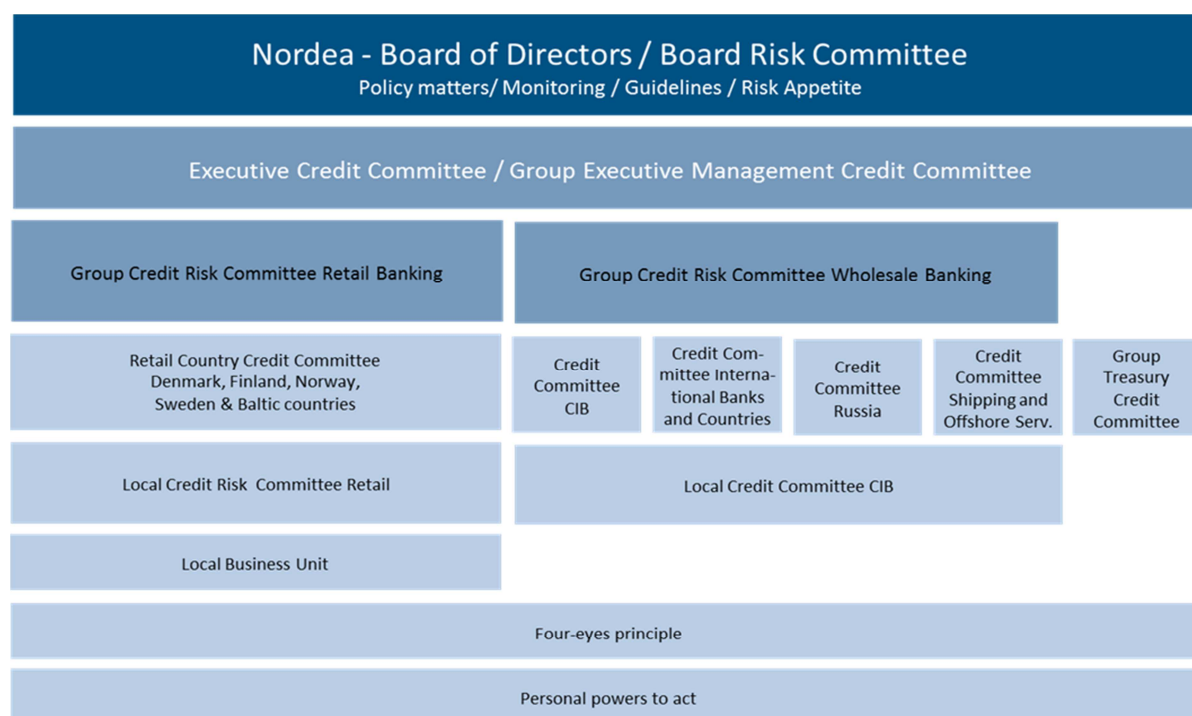 Nordea - Board of Directors / Board Risk Committee
Policy matters/ Monitoring / Guidelines / Risk Appetite
Executive Credit Committee / Group Executive Management Credit Committee
Group Credit Risk Committee Retail Banking
Group Credit Risk Committee Wholesale Banking
Retail Country Credit Committee
Denmark, Finland, Norway,
Sweden & Baltic countries
Credit
Committee
CIB
Credit Com-
mittee Interna-
tional Banks
and Countries
Credit
Committee
Russia
Credit
Committee
Shipping and
Offshore Serv.
Group
Treasury
Credit
Committee
Local Credit Risk Committee Retail
Local Credit Committee CIB
Local Business Unit
Four-eyes principle
Personal powers to act